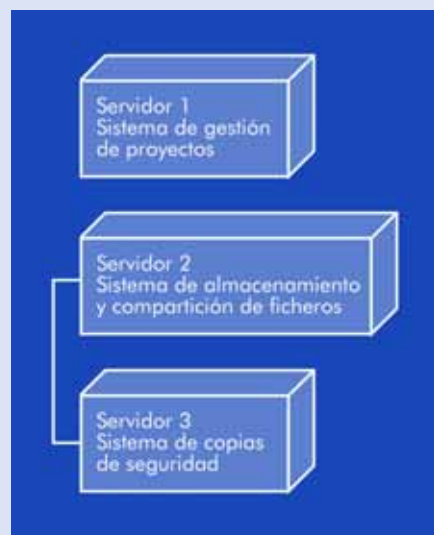 Servidor 1
Sistema de gestión
de proyectos
Servidor 2
Sistema de almacenamiento
y compartición de ficheros
Servidor 3
Sistema de copias
de seguridad